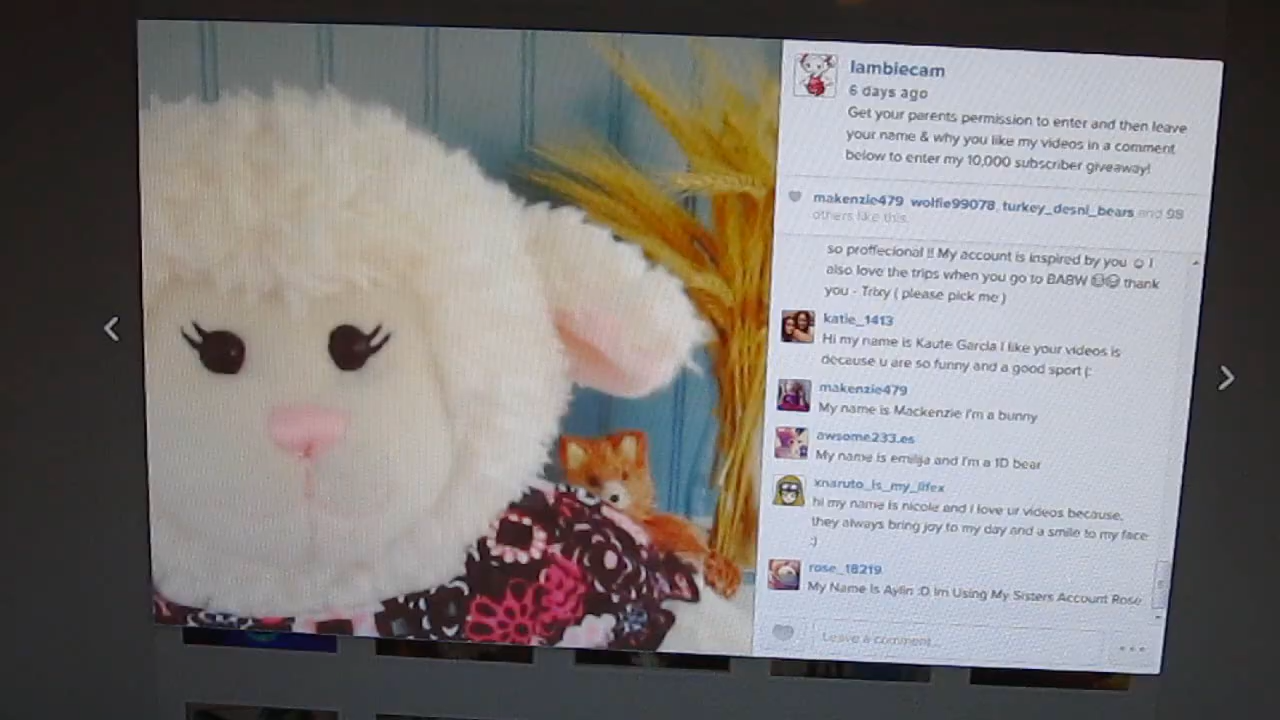 lambiecam
6 days ago
Get your parents permission to enter and then leave
your name & why you like my videos in a comment
below to enter my 10,000 subscriber giveaway!
makenzie479, wolfie99078, turkey_desni_bears and 98
others like this.
so proffecional !! My account is inspired by you ☺ I
also love the trips when you go to BABW thank
you - Trixy ( please pick me )
katie_1413
Hi my name is Kaute Garcia I like your videos is
because u are so funny and a good sport (:
makenzie479
My name is Mackenzie I'm a bunny
awsome233.es
My name is emilija and I'm a 1D bear
xnaruto_is_my_lifex
hi my name is nicole and I love ur videos because,
they always bring joy to my day and a smile to my face
:)
rose_18219
My Name Is Aylin :D Im Using My Sisters Account Rose
Leave a comment...